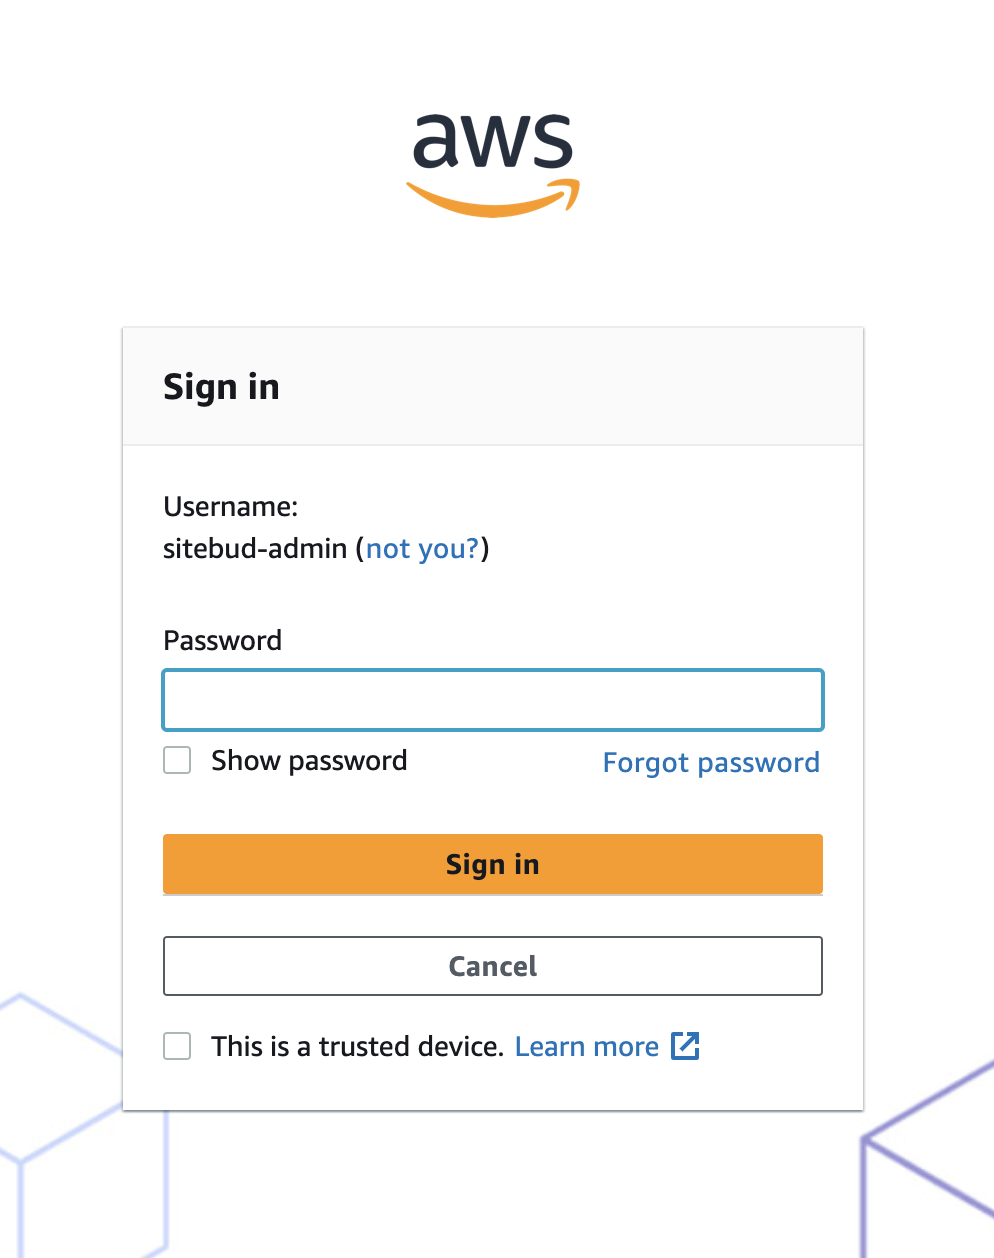 aws
Sign in
Username:
sitebud-admin (not you?)
Password
Show password Forgot password
Sign in
Cancel
This is a trusted device. Learn more